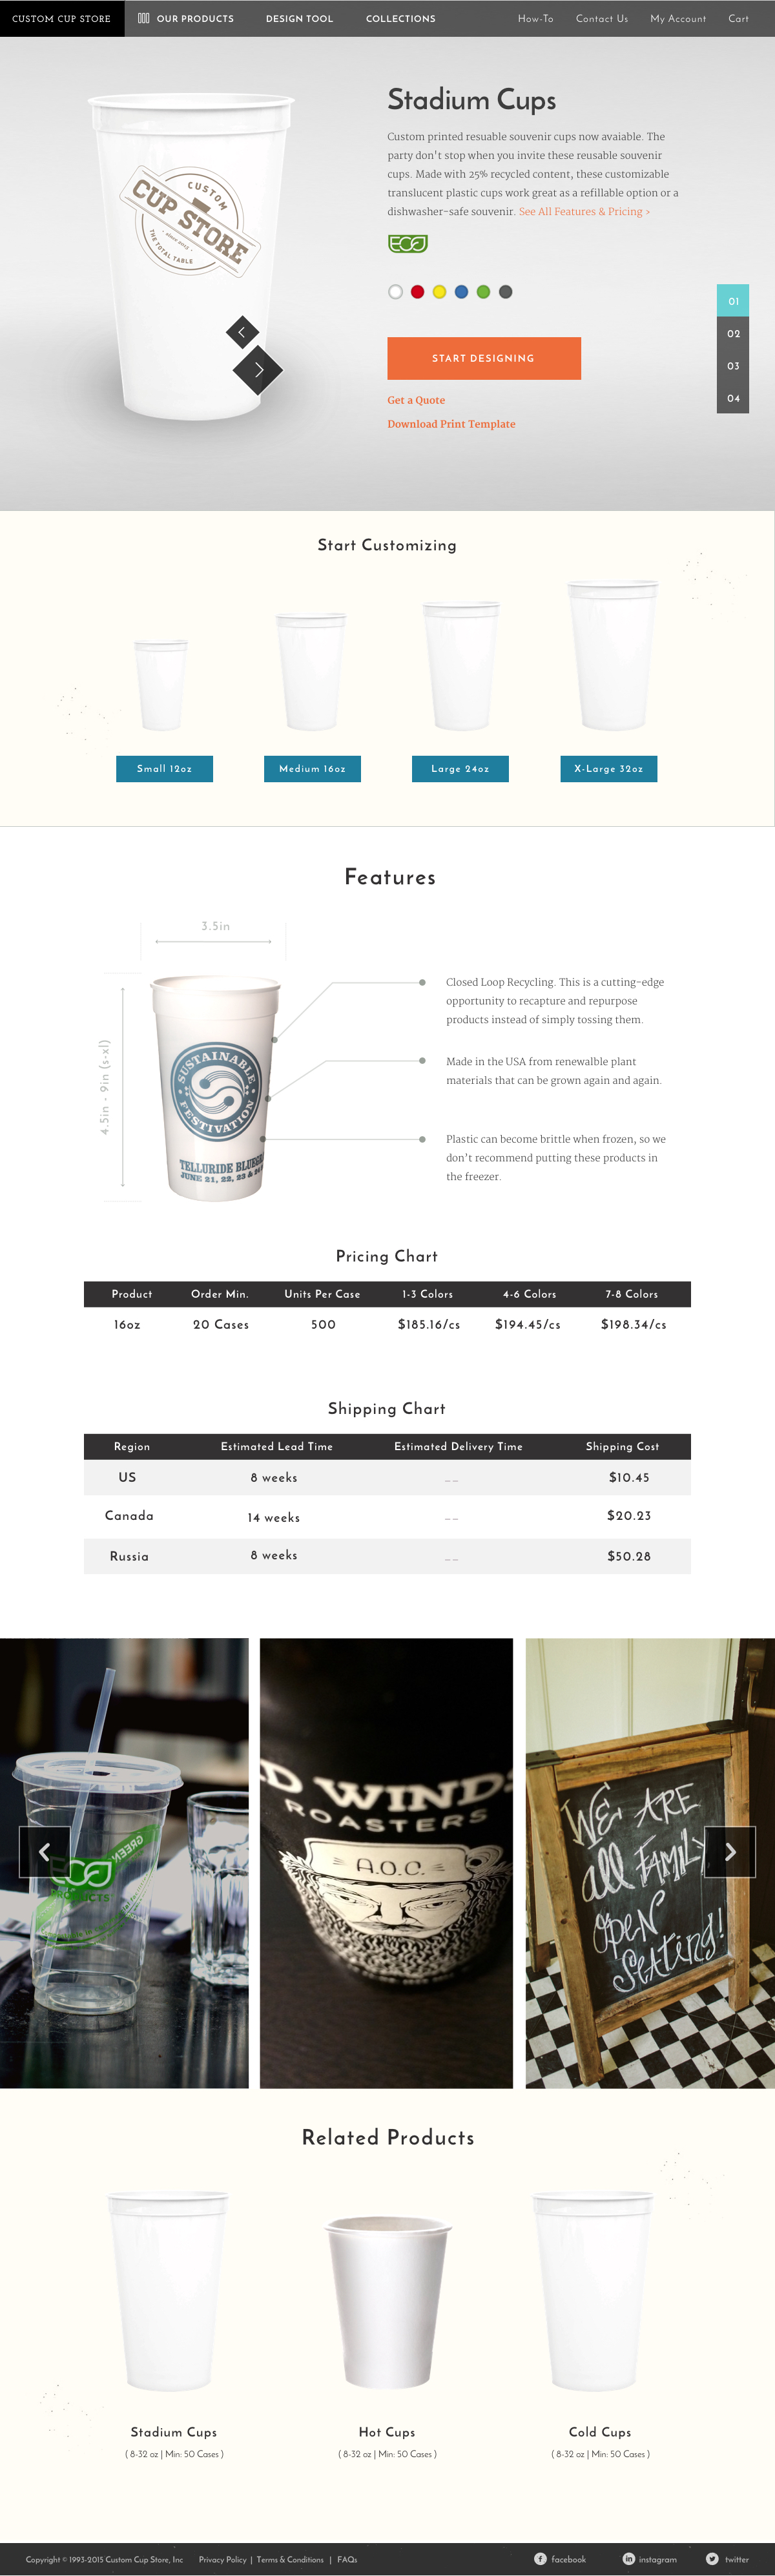 CUSTOM CUP STORE OUR PRODUCTS DESIGN TOOL COLLECTIONS How-To Contact Us My Account Cart
Stadium Cups
Custom printed resuable souvenir cups now avaiable. The
party don't stop when you invite these reusable souvenir
cups. Made with 25% recycled content, these customizable
translucent plastic cups work great as a refillable option or a
dishwasher-safe souvenir. See All Features & Pricing ›
ECO
CUSTOM
CUP STORE
since 2013
THE TOTAL TABLE
01
02
03
04
START DESIGNING
Get a Quote
Download Print Template
Start Customizing
Small 12oz Medium 16oz Large 24oz X-Large 32oz
Features
3.5in
4.5in - 9in (s-xl)
SUSTAINABLE
FESTIVATION
TELLURIDE BLUEGR
JUNE 21, 22, 23 & 24
Closed Loop Recycling. This is a cutting-edge
opportunity to recapture and repurpose
products instead of simply tossing them.
Made in the USA from renewalble plant
materials that can be grown again and again.
Plastic can become brittle when frozen, so we
don't recommend putting these products in
the freezer.
Pricing Chart
Product Order Min. Units Per Case 1-3 Colors 4-6 Colors 7-8 Colors
16oz 20 Cases 500 $185.16/cs $194.45/cs $198.34/cs
Shipping Chart
Region Estimated Lead Time Estimated Delivery Time Shipping Cost
US 8 weeks __ $10.45
Canada 14 weeks __ $20.23
Russia 8 weeks __ $50.28
GREEN
ECO
PRODUCTS
D WINDS
ROASTERS
A.O.C.
WE ARE
all FAMILY
OPEN
SEATING!
Related Products
Stadium Cups Hot Cups Cold Cups
( 8-32 oz | Min: 50 Cases ) ( 8-32 oz | Min: 50 Cases ) ( 8-32 oz | Min: 50 Cases )
Copyright © 1993-2015 Custom Cup Store, Inc Privacy Policy | Terms & Conditions | FAQs facebook instagram twitter